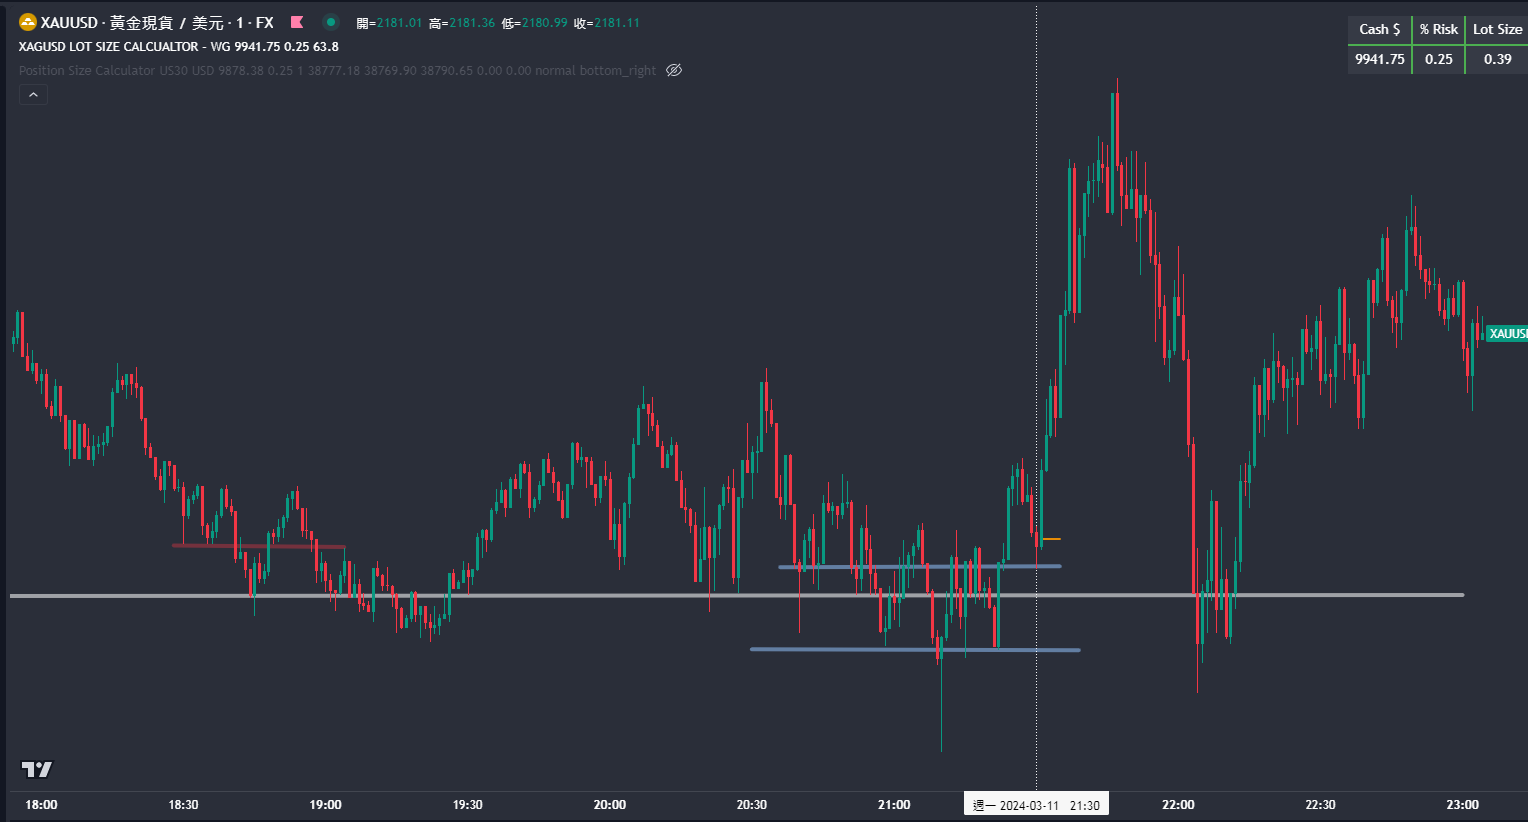 XAUUSD · 黃金現貨 / 美元 · 1 · FX 開=2181.01 高=2181.36 低=2180.99 收=2181.11
XAGUSD LOT SIZE CALCUALTOR - WG 9941.75 0.25 63.8
Position Size Calculator US30 USD 9878.38 0.25 1 38777.18 38769.90 38790.65 0.00 0.00 normal bottom_right
Cash $ % Risk Lot Size
9941.75 0.25 0.39
XAUUSD
18:00 18:30 19:00 19:30 20:00 20:30 21:00 週一 2024-03-11 21:30 22:00 22:30 23:00